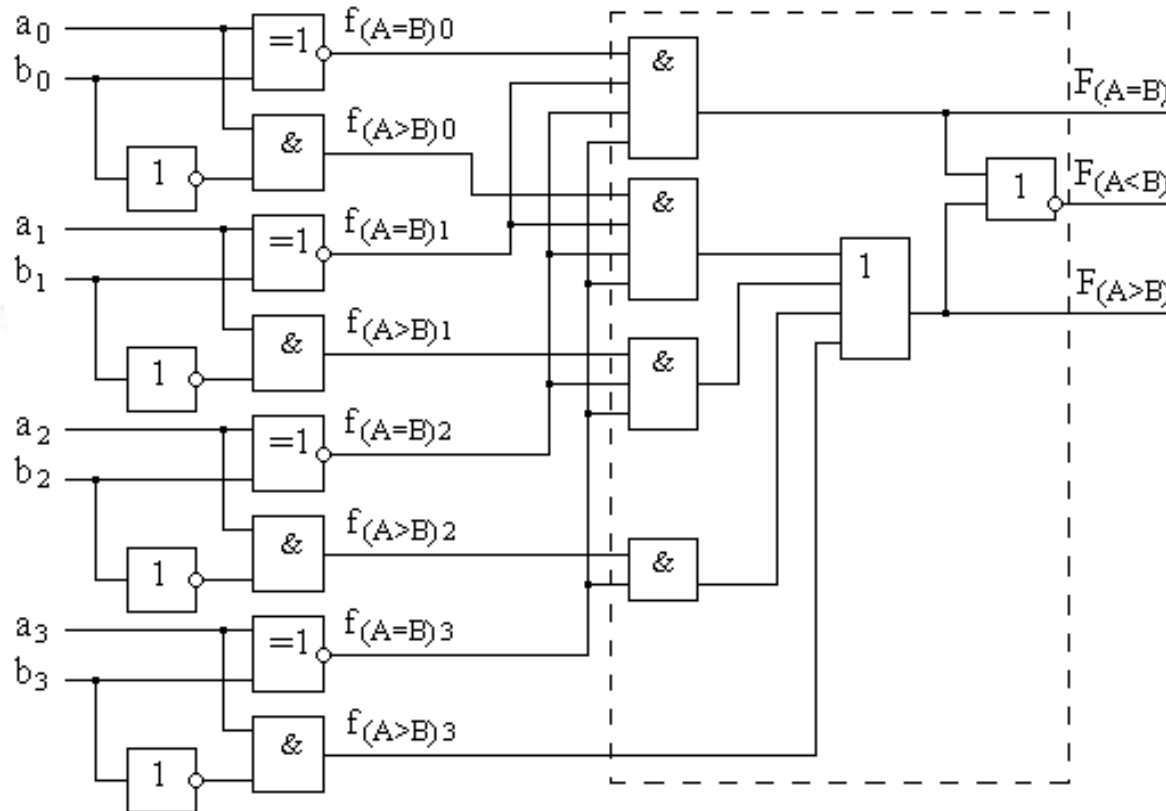 a0
=1
f(A=B)0
b0
&
F(A=B)
f(A>B)0
&
1
1
F(A<B)
&
a1
=1
f(A=B)1
b1
1
F(A>B)
f(A>B)1
&
1
&
a2
=1
f(A=B)2
b2
f(A>B)2
&
1
&
a3
=1
f(A=B)3
b3
f(A>B)3
&
1